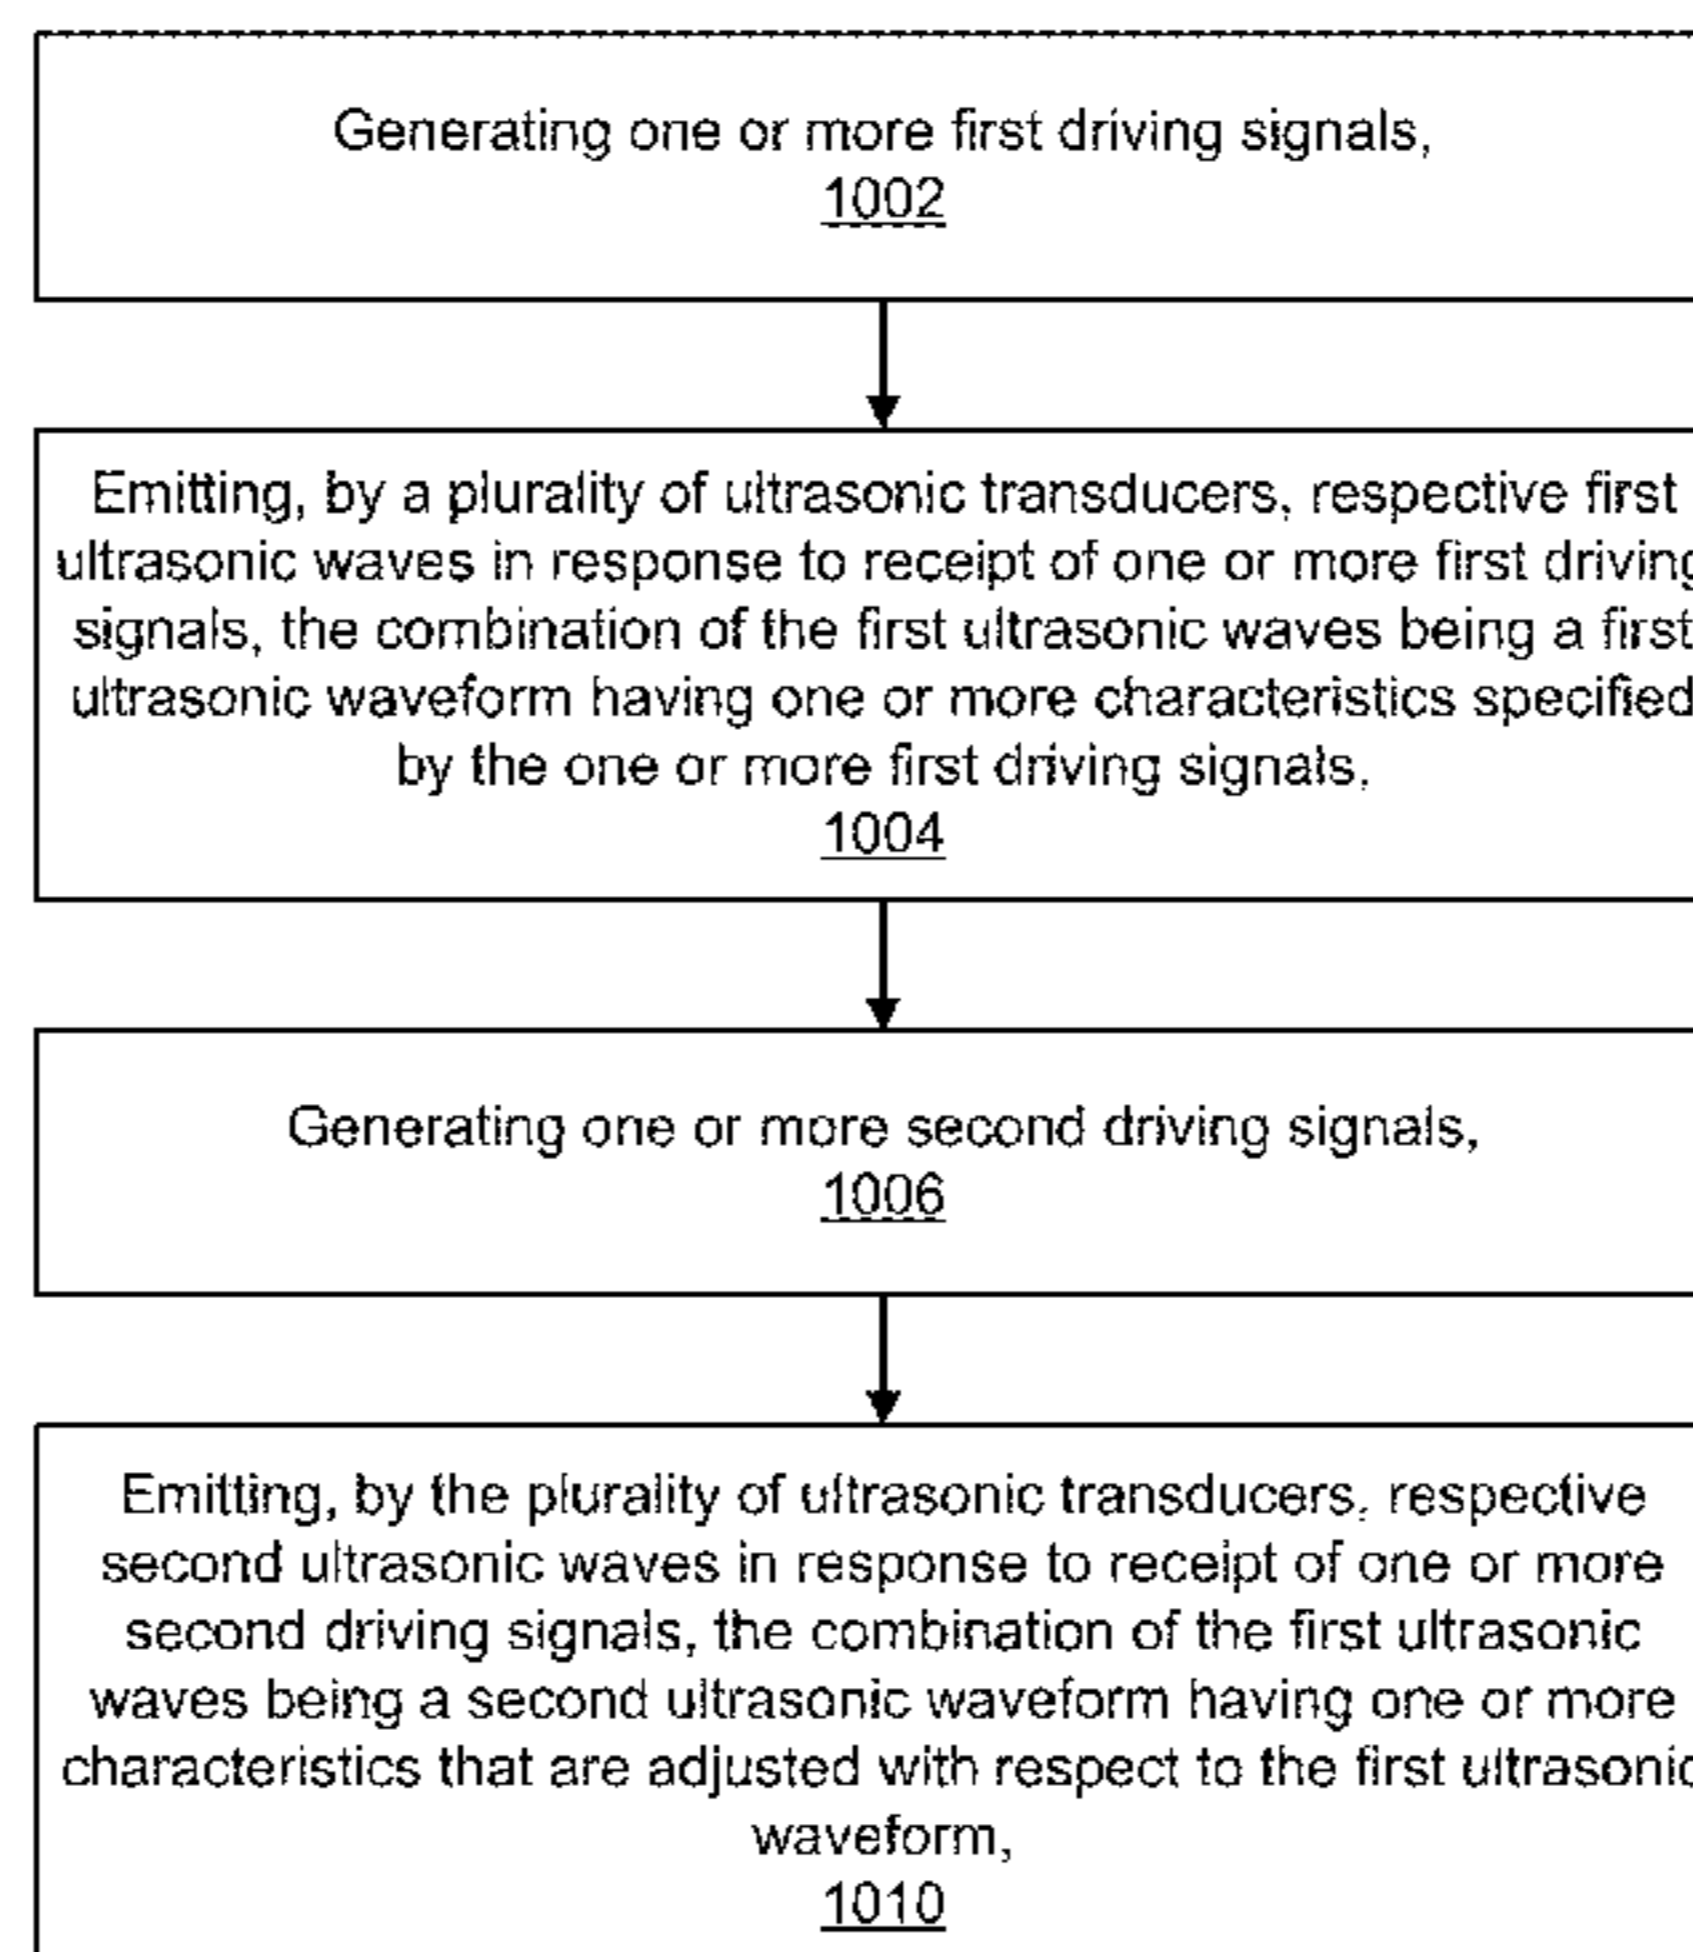 Generating one or more first driving signals,
1002
Emitting, by a plurality of ultrasonic transducers, respective first
ultrasonic waves in response to receipt of one or more first driving
signals, the combination of the first ultrasonic waves being a first
ultrasonic waveform having one or more characteristics specified
by the one or more first driving signals,
1004
Generating one or more second driving signals,
1006
Emitting, by the plurality of ultrasonic transducers, respective
second ultrasonic waves in response to receipt of one or more
second driving signals, the combination of the first ultrasonic
waves being a second ultrasonic waveform having one or more
characteristics that are adjusted with respect to the first ultrasonic
waveform,
1010